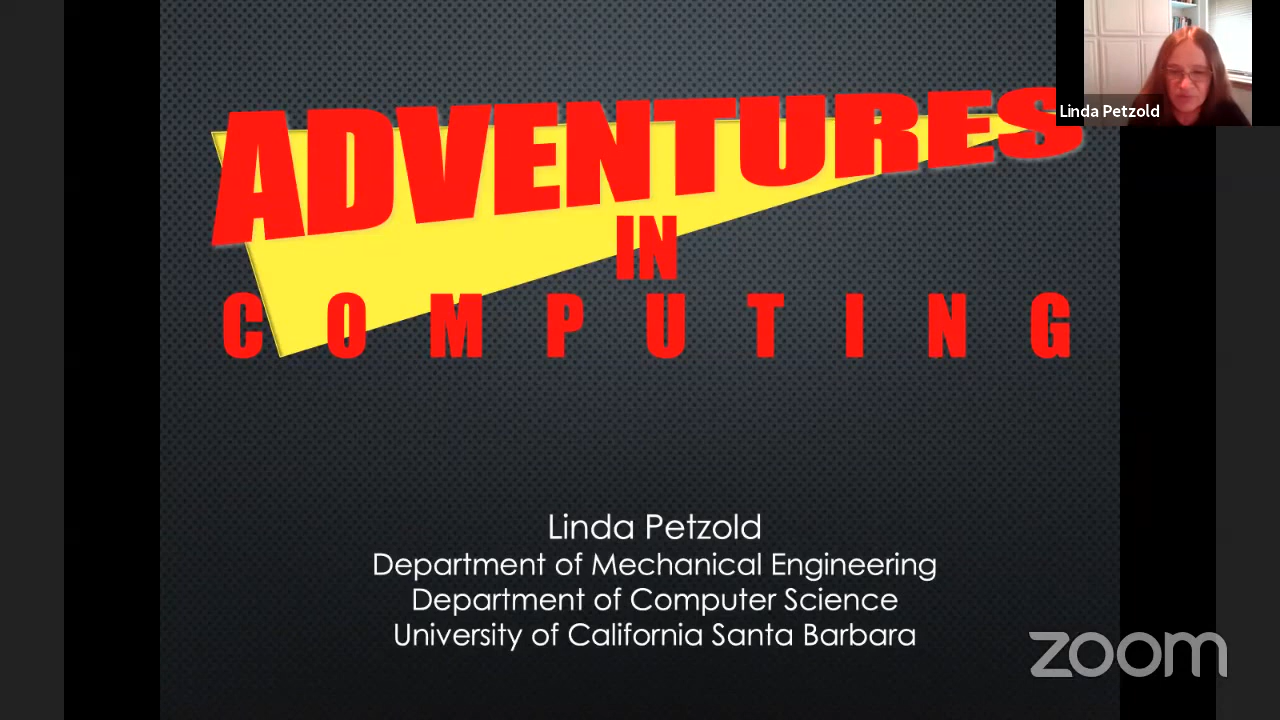 ADVENTURES
IN
COMPUTING
Linda Petzold
Linda Petzold
Department of Mechanical Engineering
Department of Computer Science
University of California Santa Barbara
zoom